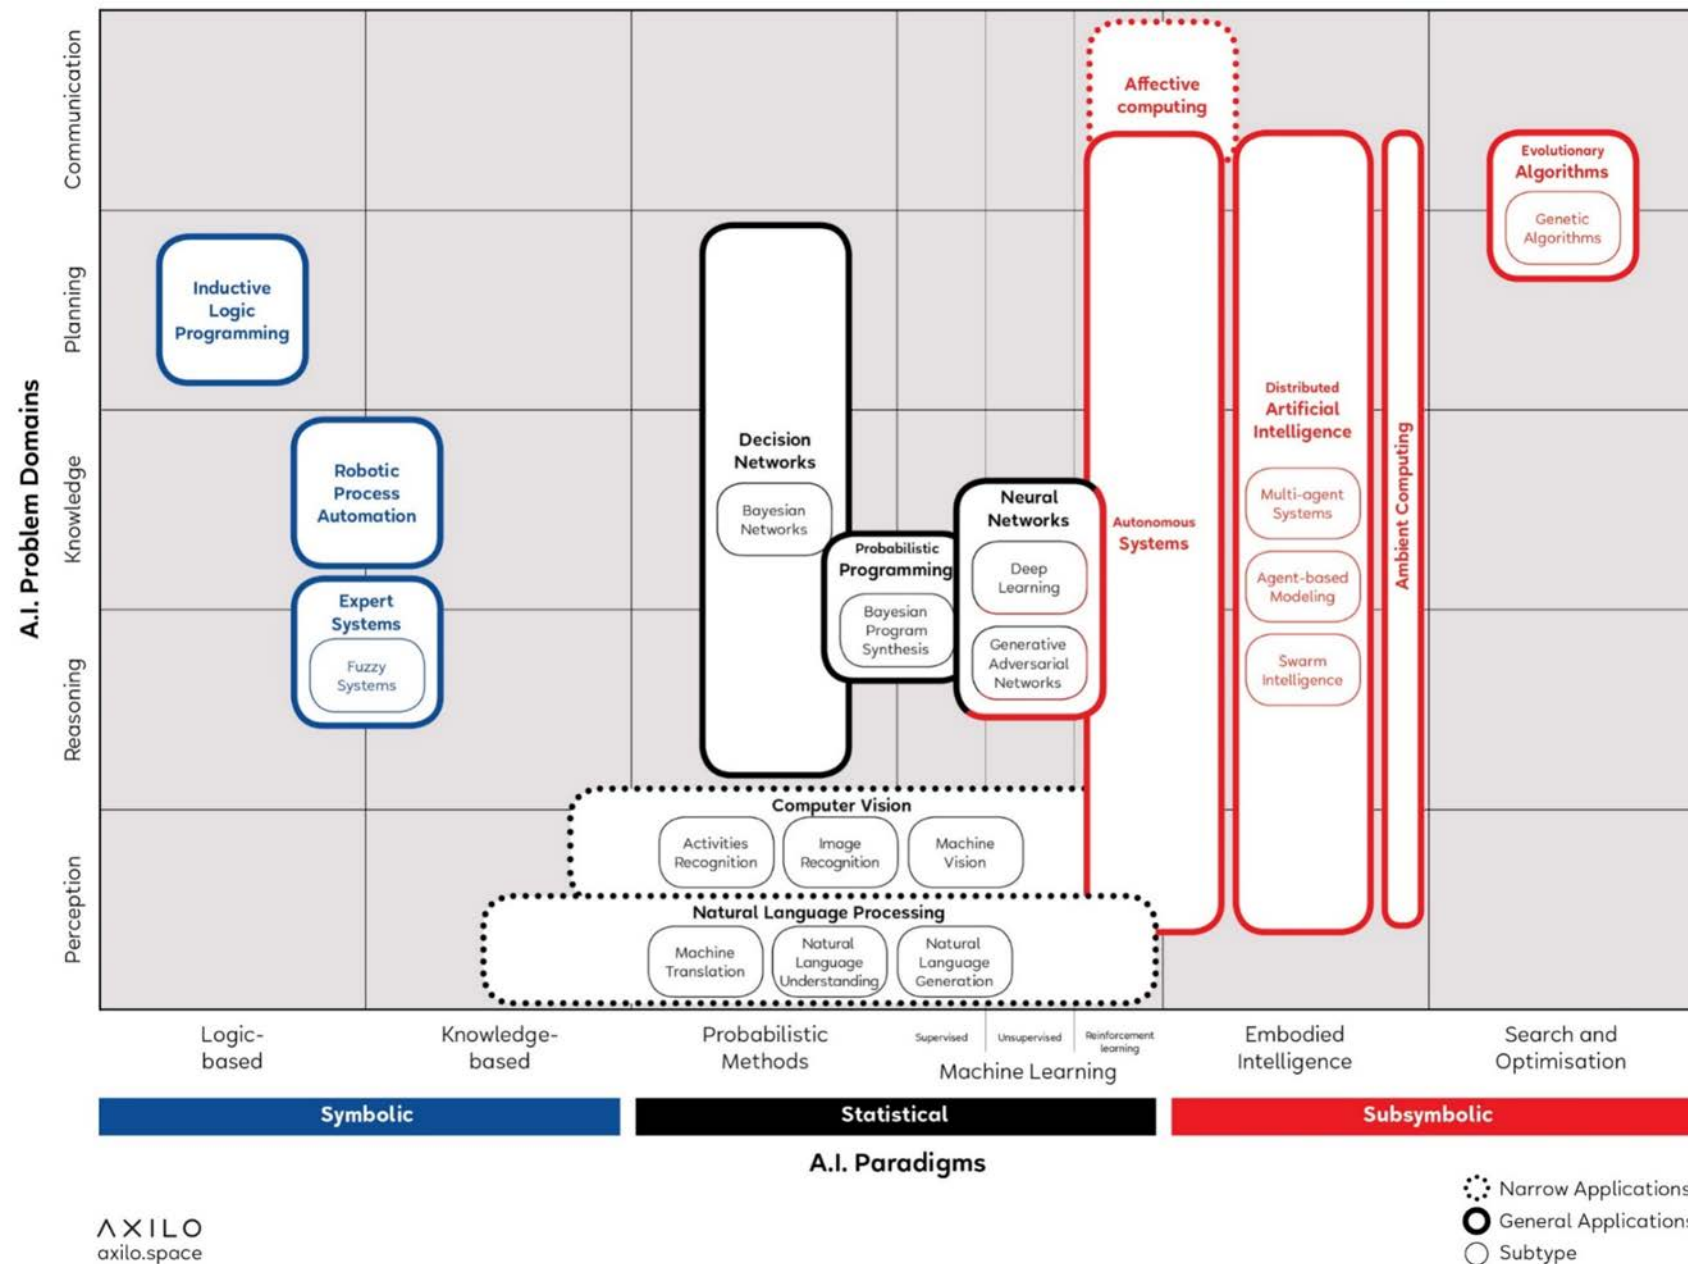 Communication
Planning
Knowledge
Reasoning
Perception
A.I. Problem Domains
Affective
computing
Evolutionary
Algorithms
Genetic
Algorithms
Inductive
Logic
Programming
Robotic
Process
Automation
Expert
Systems
Fuzzy
Systems
Decision
Networks
Bayesian
Networks
Probabilistic
Programming
Bayesian
Program
Synthesis
Neural
Networks
Deep
Learning
Generative
Adversarial
Networks
Autonomous
Systems
Distributed
Artificial
Intelligence
Multi-agent
Systems
Agent-based
Modeling
Swarm
Intelligence
Ambient Computing
Computer Vision
Activities
Recognition
Image
Recognition
Machine
Vision
Natural Language Processing
Machine
Translation
Natural
Language
Understanding
Natural
Language
Generation
Logic-
based
Knowledge-
based
Probabilistic
Methods
Supervised
Unsupervised
Reinforcement
learning
Machine Learning
Embodied
Intelligence
Search and
Optimisation
Symbolic
Statistical
Subsymbolic
A.I. Paradigms
Narrow Applications
General Applications
Subtype
AXILO
axilo.space